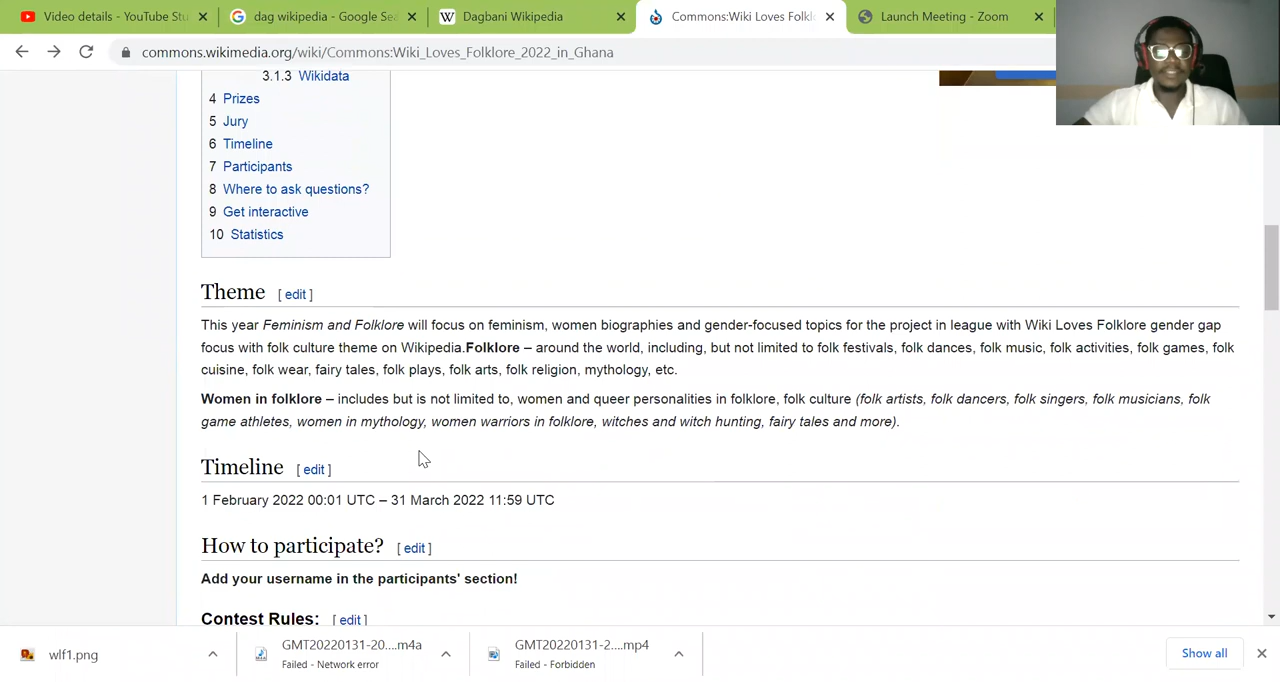 Video details - YouTube Stu
dag wikipedia - Google Sea
Dagbani Wikipedia
Commons:Wiki Loves Folklo
Launch Meeting - Zoom
commons.wikimedia.org/wiki/Commons:Wiki_Loves_Folklore_2022_in_Ghana
3.1.3 Wikidata
4 Prizes
5 Jury
6 Timeline
7 Participants
8 Where to ask questions?
9 Get interactive
10 Statistics
Theme [ edit ]
This year Feminism and Folklore will focus on feminism, women biographies and gender-focused topics for the project in league with Wiki Loves Folklore gender gap
focus with folk culture theme on Wikipedia.Folklore – around the world, including, but not limited to folk festivals, folk dances, folk music, folk activities, folk games, folk
cuisine, folk wear, fairy tales, folk plays, folk arts, folk religion, mythology, etc.
Women in folklore – includes but is not limited to, women and queer personalities in folklore, folk culture (folk artists, folk dancers, folk singers, folk musicians, folk
game athletes, women in mythology, women warriors in folklore, witches and witch hunting, fairy tales and more).
Timeline [ edit ]
1 February 2022 00:01 UTC – 31 March 2022 11:59 UTC
How to participate? [ edit ]
Add your username in the participants' section!
Contest Rules: [ edit ]
wlf1.png
GMT20220131-20....m4a
Failed - Network error
GMT20220131-2....mp4
Failed - Forbidden
Show all